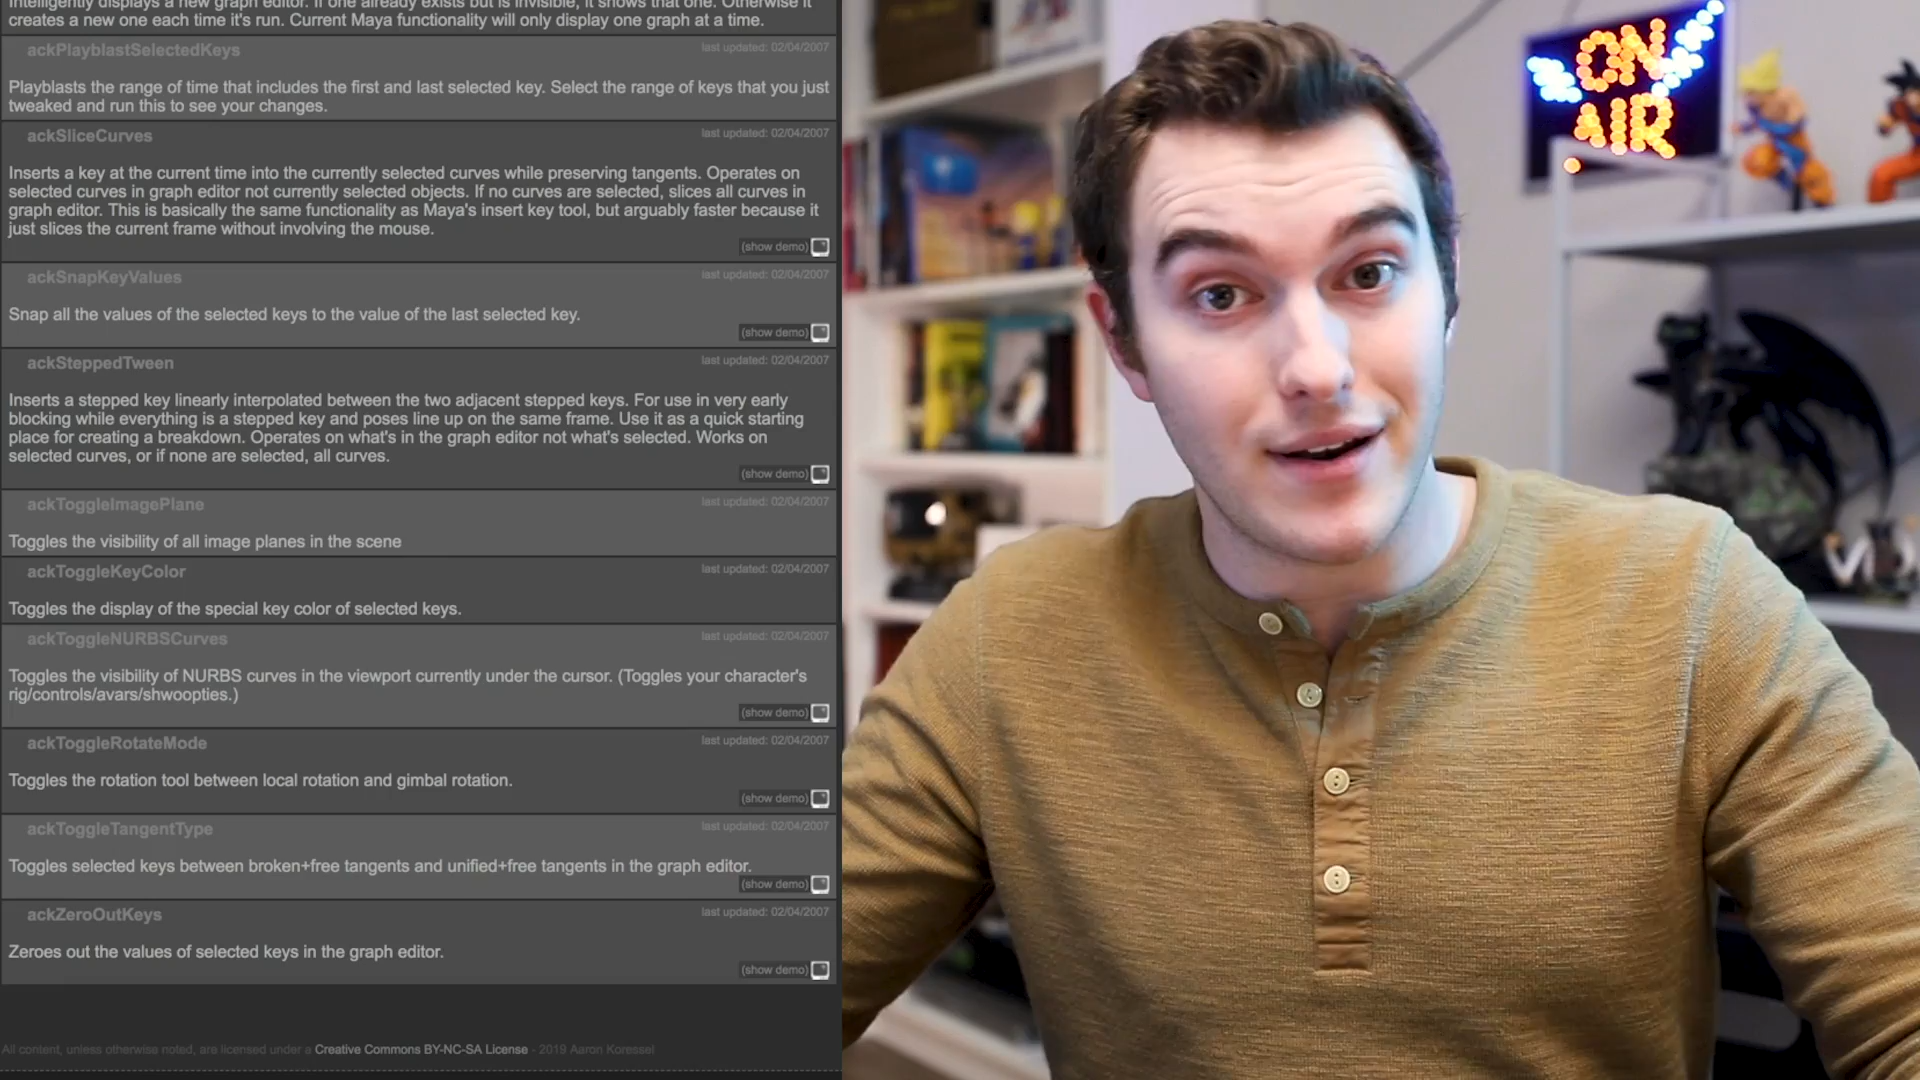 Intelligently displays a new graph editor. If one already exists but is invisible, it shows that one. Otherwise it
creates a new one each time it's run. Current Maya functionality will only display one graph at a time.
ackPlayblastSelectedKeys
last updated: 02/04/2007
Playblasts the range of time that includes the first and last selected key. Select the range of keys that you just
tweaked and run this to see your changes.
ackSliceCurves
last updated: 02/04/2007
Inserts a key at the current time into the currently selected curves while preserving tangents. Operates on
selected curves in graph editor not currently selected objects. If no curves are selected, slices all curves in
graph editor. This is basically the same functionality as Maya's insert key tool, but arguably faster because it
just slices the current frame without involving the mouse.
(show demo)
ackSnapKeyValues
last updated: 02/04/2007
Snap all the values of the selected keys to the value of the last selected key.
(show demo)
ackSteppedTween
last updated: 02/04/2007
Inserts a stepped key linearly interpolated between the two adjacent stepped keys. For use in very early
blocking while everything is a stepped key and poses line up on the same frame. Use it as a quick starting
place for creating a breakdown. Operates on what's in the graph editor not what's selected. Works on
selected curves, or if none are selected, all curves.
(show demo)
ackToggleImagePlane
last updated: 02/04/2007
Toggles the visibility of all image planes in the scene
ackToggleKeyColor
last updated: 02/04/2007
Toggles the display of the special key color of selected keys.
ackToggleNURBSCurves
last updated: 02/04/2007
Toggles the visibility of NURBS curves in the viewport currently under the cursor. (Toggles your character's
rig/controls/avars/shwoopties.)
(show demo)
ackToggleRotateMode
last updated: 02/04/2007
Toggles the rotation tool between local rotation and gimbal rotation.
(show demo)
ackToggleTangentType
last updated: 02/04/2007
Toggles selected keys between broken+free tangents and unified+free tangents in the graph editor.
(show demo)
ackZeroOutKeys
last updated: 02/04/2007
Zeroes out the values of selected keys in the graph editor.
(show demo)
All content, unless otherwise noted, are licensed under a Creative Commons BY-NC-SA License - 2019 Aaron Koressel
ON
AIR